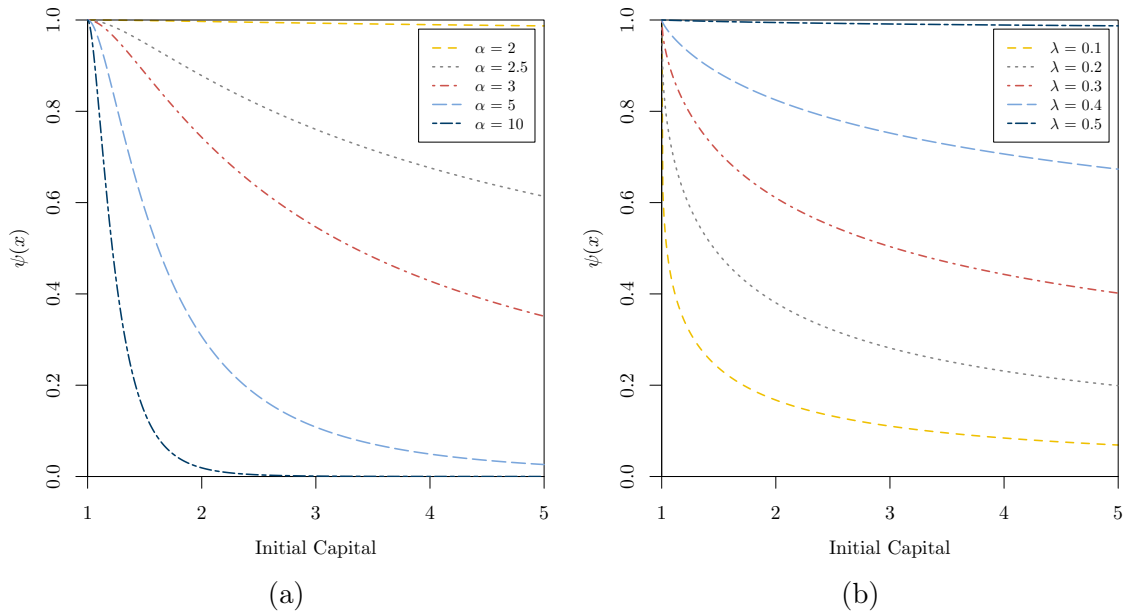 1.0
0.8
0.6
0.4
0.2
0.0
ψ(x)
α = 2
α = 2.5
α = 3
α = 5
α = 10
1 2 3 4 5
Initial Capital
(a)
1.0
0.8
0.6
0.4
0.2
0.0
ψ(x)
λ = 0.1
λ = 0.2
λ = 0.3
λ = 0.4
λ = 0.5
1 2 3 4 5
Initial Capital
(b)